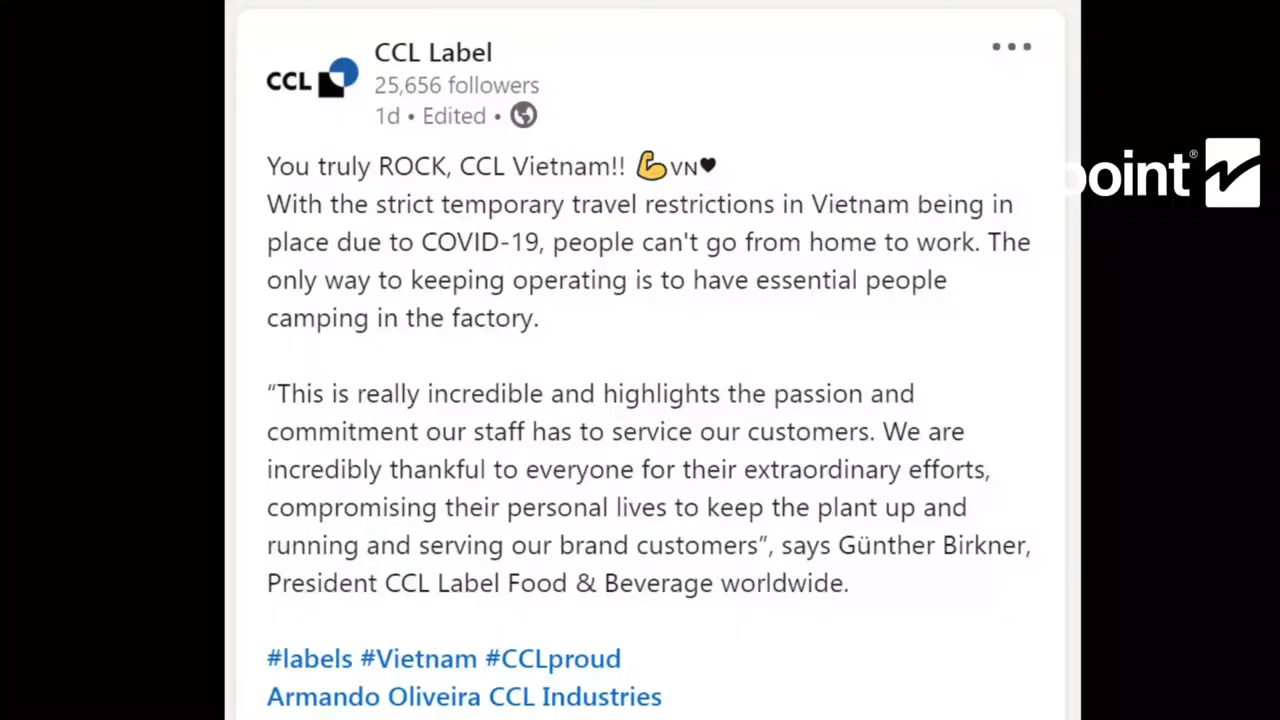 CCL
CCL Label
25,656 followers
1d • Edited •
You truly ROCK, CCL Vietnam!! 💪VN♥
With the strict temporary travel restrictions in Vietnam being in
place due to COVID-19, people can't go from home to work. The
only way to keeping operating is to have essential people
camping in the factory.
“This is really incredible and highlights the passion and
commitment our staff has to service our customers. We are
incredibly thankful to everyone for their extraordinary efforts,
compromising their personal lives to keep the plant up and
running and serving our brand customers”, says Günther Birkner,
President CCL Label Food & Beverage worldwide.
#labels #Vietnam #CCLproud
Armando Oliveira CCL Industries
point®